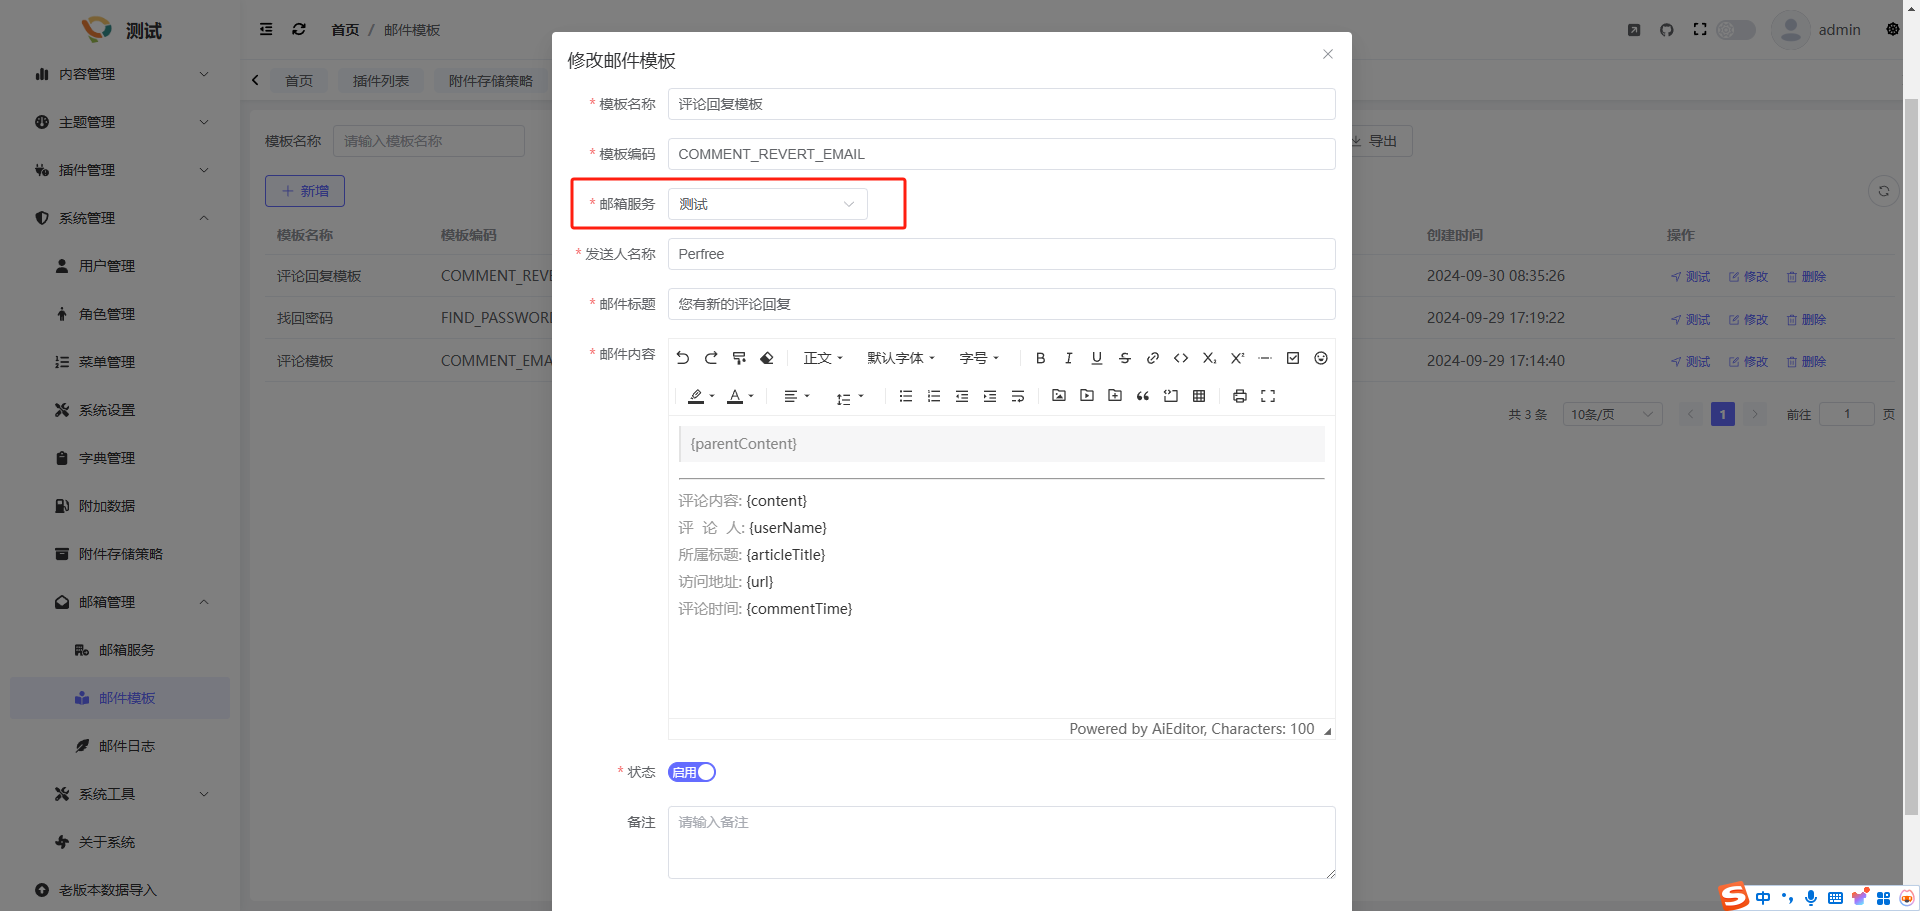 测试
首页 / 邮件模板
admin
内容管理
主题管理
插件管理
系统管理
用户管理
角色管理
菜单管理
系统设置
字典管理
附加数据
附件存储策略
邮箱管理
邮箱服务
邮件模板
邮件日志
系统工具
关于系统
老版本数据导入
首页 插件列表 附件存储策略
模板名称 请输入模板名称
导出
新增
模板名称 模板编码 创建时间 操作
评论回复模板 COMMENT_REVE 2024-09-30 08:35:26 测试 修改 删除
找回密码 FIND_PASSWOR 2024-09-29 17:19:22 测试 修改 删除
评论模板 COMMENT_EMA 2024-09-29 17:14:40 测试 修改 删除
共 3 条 10条/页 1 前往 1 页
修改邮件模板
* 模板名称 评论回复模板
* 模板编码 COMMENT_REVERT_EMAIL
* 邮箱服务 测试
* 发送人名称 Perfree
* 邮件标题 您有新的评论回复
* 邮件内容
正文 默认字体 字号
{parentContent}
评论内容: {content}
评 论 人: {userName}
所属标题: {articleTitle}
访问地址: {url}
评论时间: {commentTime}
Powered by AiEditor, Characters: 100
* 状态 启用
备注 请输入备注
中